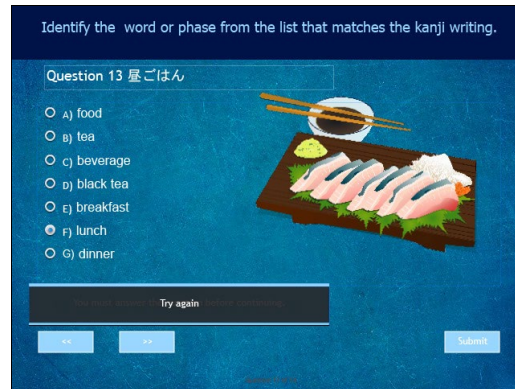 Identify the word or phase from the list that matches the kanji writing.
Question 13 昼ごはん
A) food
B) tea
C) beverage
D) black tea
E) breakfast
F) lunch
G) dinner
Try again
<<
>>
Submit